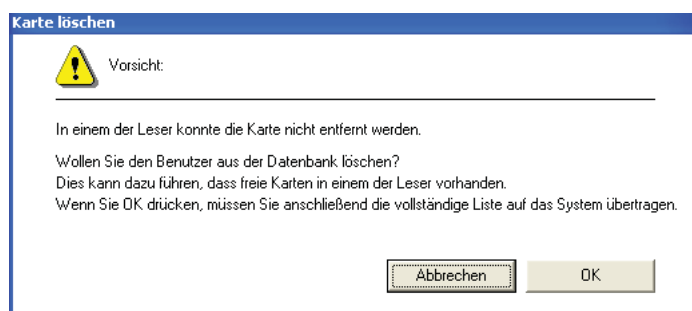 Karte löschen
Vorsicht:
In einem der Leser konnte die Karte nicht entfernt werden.
Wollen Sie den Benutzer aus der Datenbank löschen?
Dies kann dazu führen, dass freie Karten in einem der Leser vorhanden.
Wenn Sie OK drücken, müssen Sie anschließend die vollständige Liste auf das System übertragen.
Abbrechen OK